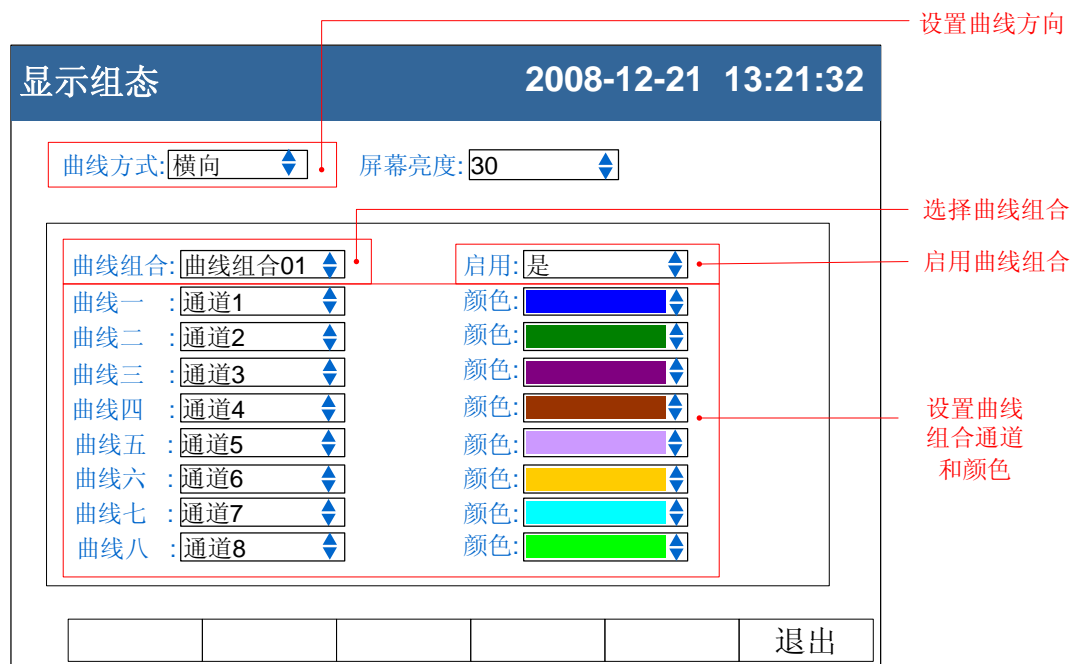 设置曲线方向
显示组态 2008-12-21 13:21:32
曲线方式: 横向 屏幕亮度: 30
选择曲线组合
曲线组合: 曲线组合01 启用: 是
启用曲线组合
曲线一 : 通道1 颜色:
曲线二 : 通道2 颜色:
曲线三 : 通道3 颜色:
曲线四 : 通道4 颜色:
曲线五 : 通道5 颜色:
曲线六 : 通道6 颜色:
曲线七 : 通道7 颜色:
曲线八 : 通道8 颜色:
设置曲线
组合通道
和颜色
退出